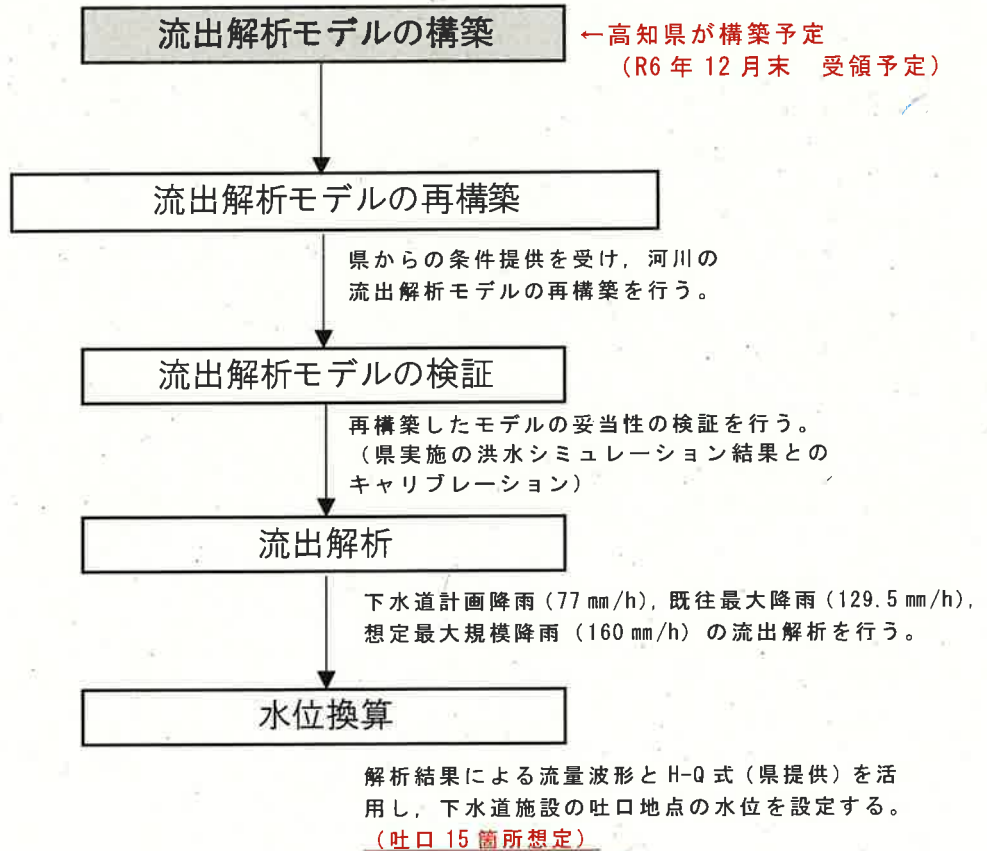 流出解析モデルの構築
←高知県が構築予定
(R6年12月末 受領予定)
流出解析モデルの再構築
県からの条件提供を受け，河川の
流出解析モデルの再構築を行う。
流出解析モデルの検証
再構築したモデルの妥当性の検証を行う。
（県実施の洪水シミュレーション結果との
キャリブレーション）
流出解析
下水道計画降雨(77㎜/h)，既往最大降雨(129.5㎜/h)，
想定最大規模降雨（160㎜/h）の流出解析を行う。
水位換算
解析結果による流量波形とH-Q式（県提供）を活
用し，下水道施設の吐口地点の水位を設定する。
（吐口15箇所想定）